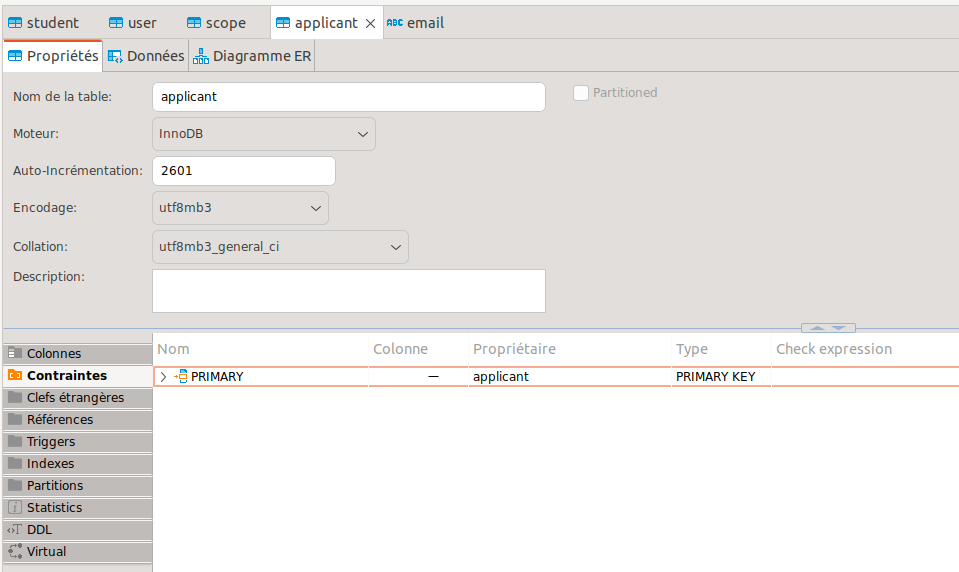 student user scope applicant ABC email
Propriétés Données Diagramme ER
Nom de la table: applicant Partitioned
Moteur: InnoDB
Auto-Incrémentation: 2601
Encodage: utf8mb3
Collation: utf8mb3_general_ci
Description:
Nom Colonne Propriétaire Type Check expression
PRIMARY — applicant PRIMARY KEY
Colonnes
Contraintes
Clefs étrangères
Références
Triggers
Indexes
Partitions
Statistics
DDL
Virtual